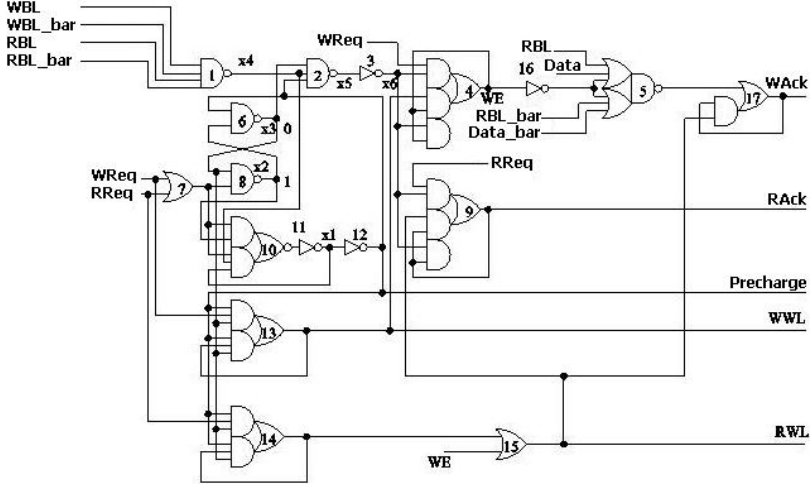 WBL
WBL_bar
RBL
RBL_bar
1
x4
2
x5
3
x6
WReq
4
WE
16
RBL
Data
RBL_bar
Data_bar
5
17
WAck
6
x3
0
WReq
RReq
7
x2
8
1
RReq
9
RAck
10
11
x1
12
Precharge
13
WWL
14
15
WE
RWL